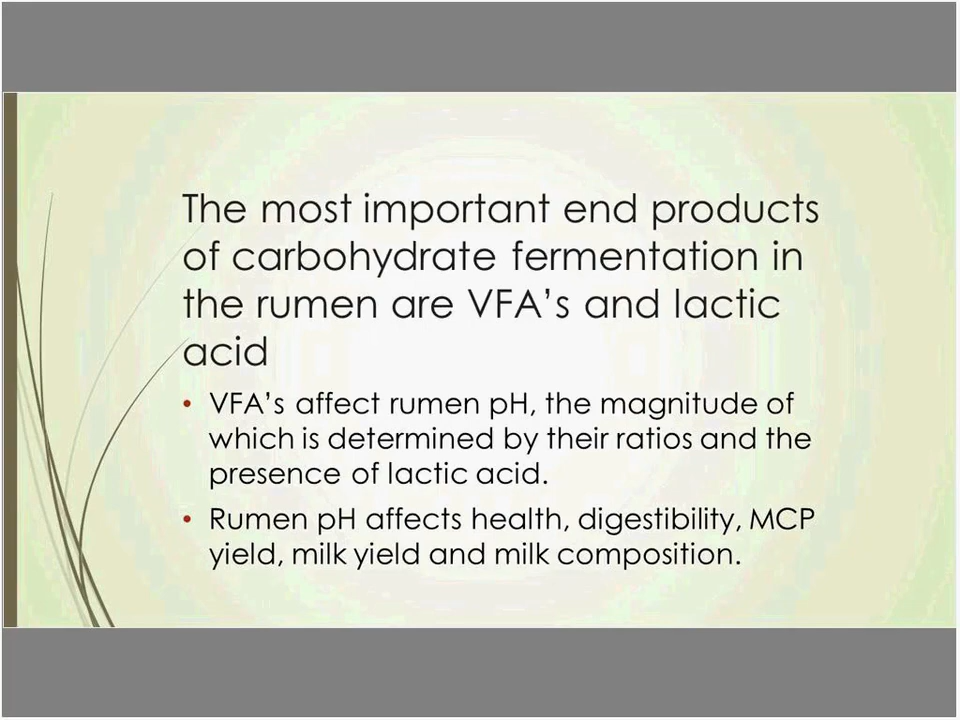 The most important end products
of carbohydrate fermentation in
the rumen are VFA's and lactic
acid
• VFA's affect rumen pH, the magnitude of
which is determined by their ratios and the
presence of lactic acid.
• Rumen pH affects health, digestibility, MCP
yield, milk yield and milk composition.